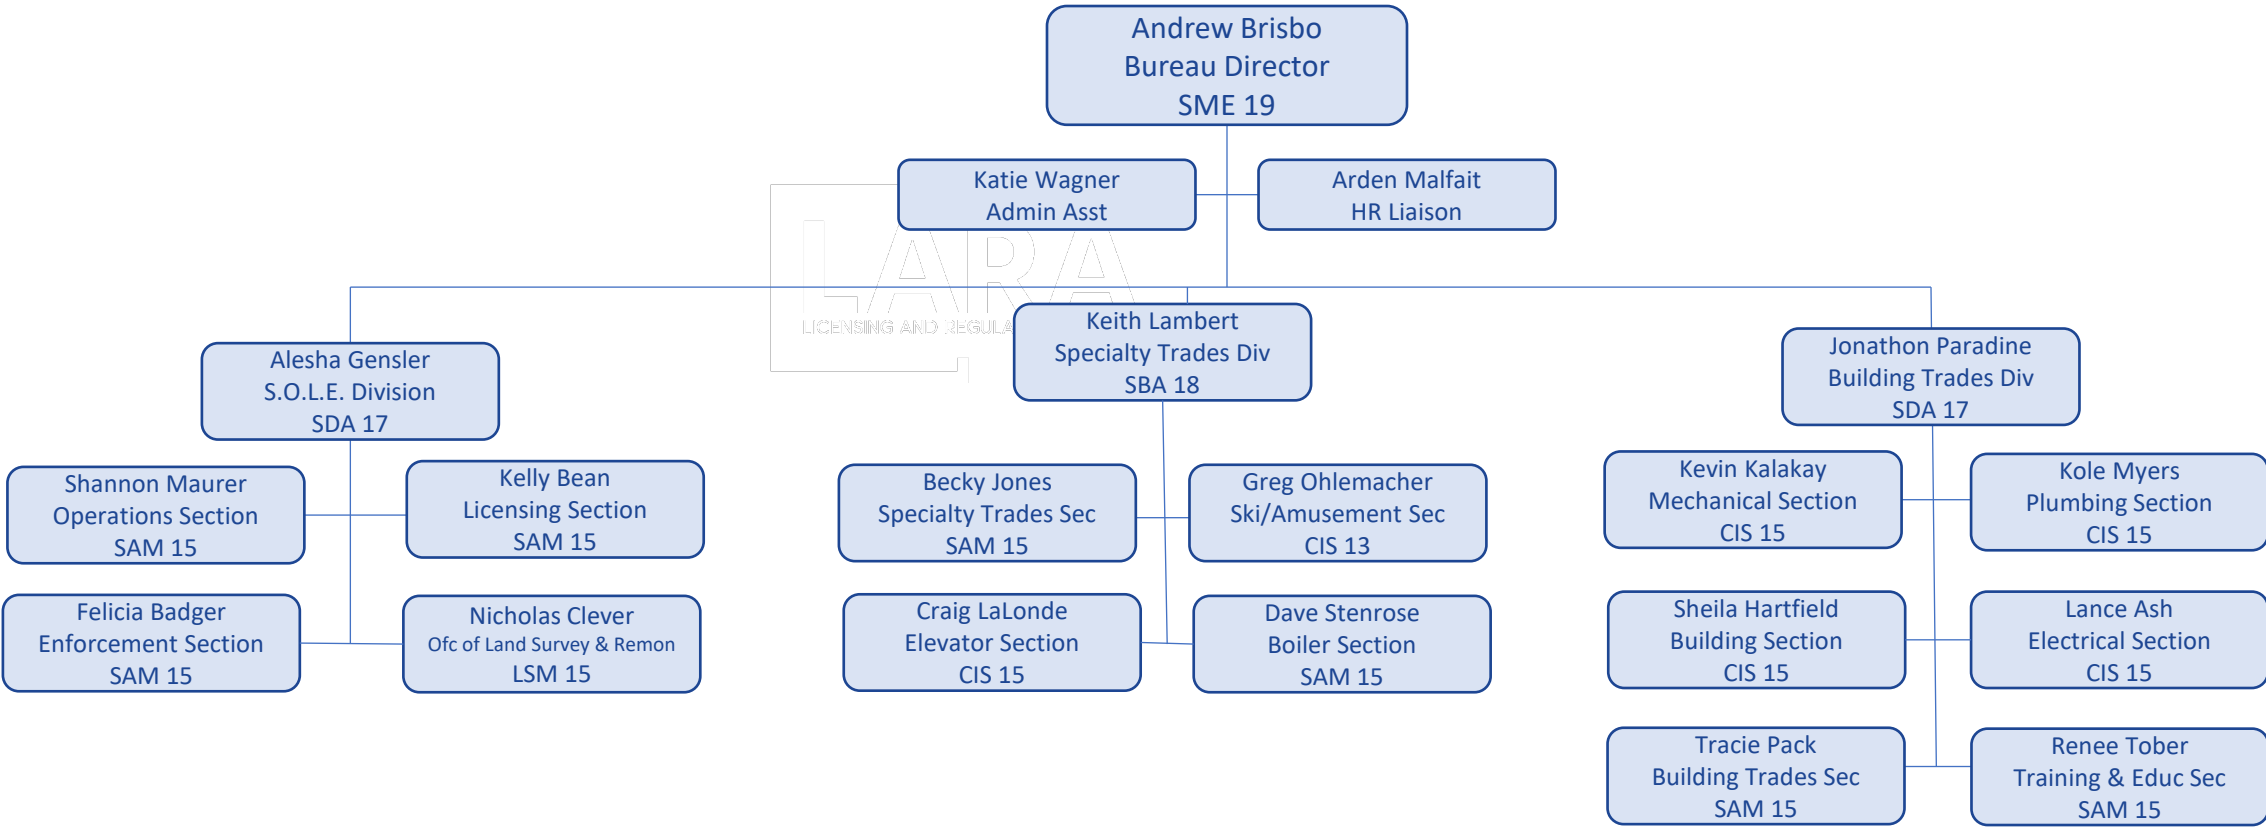 Andrew Brisbo
Bureau Director
SME 19
Katie Wagner
Admin Asst
Arden Malfait
HR Liaison
LARA
LICENSING AND REGULA
Alesha Gensler
S.O.L.E. Division
SDA 17
Keith Lambert
Specialty Trades Div
SBA 18
Jonathon Paradine
Building Trades Div
SDA 17
Shannon Maurer
Operations Section
SAM 15
Kelly Bean
Licensing Section
SAM 15
Felicia Badger
Enforcement Section
SAM 15
Nicholas Clever
Ofc of Land Survey & Remon
LSM 15
Becky Jones
Specialty Trades Sec
SAM 15
Greg Ohlemacher
Ski/Amusement Sec
CIS 13
Craig LaLonde
Elevator Section
CIS 15
Dave Stenrose
Boiler Section
SAM 15
Kevin Kalakay
Mechanical Section
CIS 15
Kole Myers
Plumbing Section
CIS 15
Sheila Hartfield
Building Section
CIS 15
Lance Ash
Electrical Section
CIS 15
Tracie Pack
Building Trades Sec
SAM 15
Renee Tober
Training & Educ Sec
SAM 15